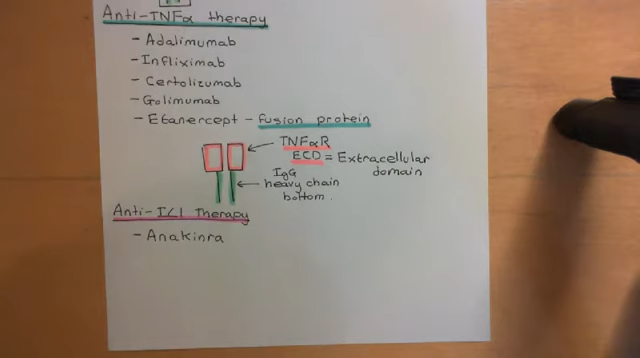 Anti-TNFα therapy
- Adalimumab
- Infliximab
- Certolizumab
- Golimumab
- Etanercept - fusion protein
TNFαR
ECD = Extracellular
domain
IgG
heavy chain
bottom.
Anti-IL1 Therapy
- Anakinra